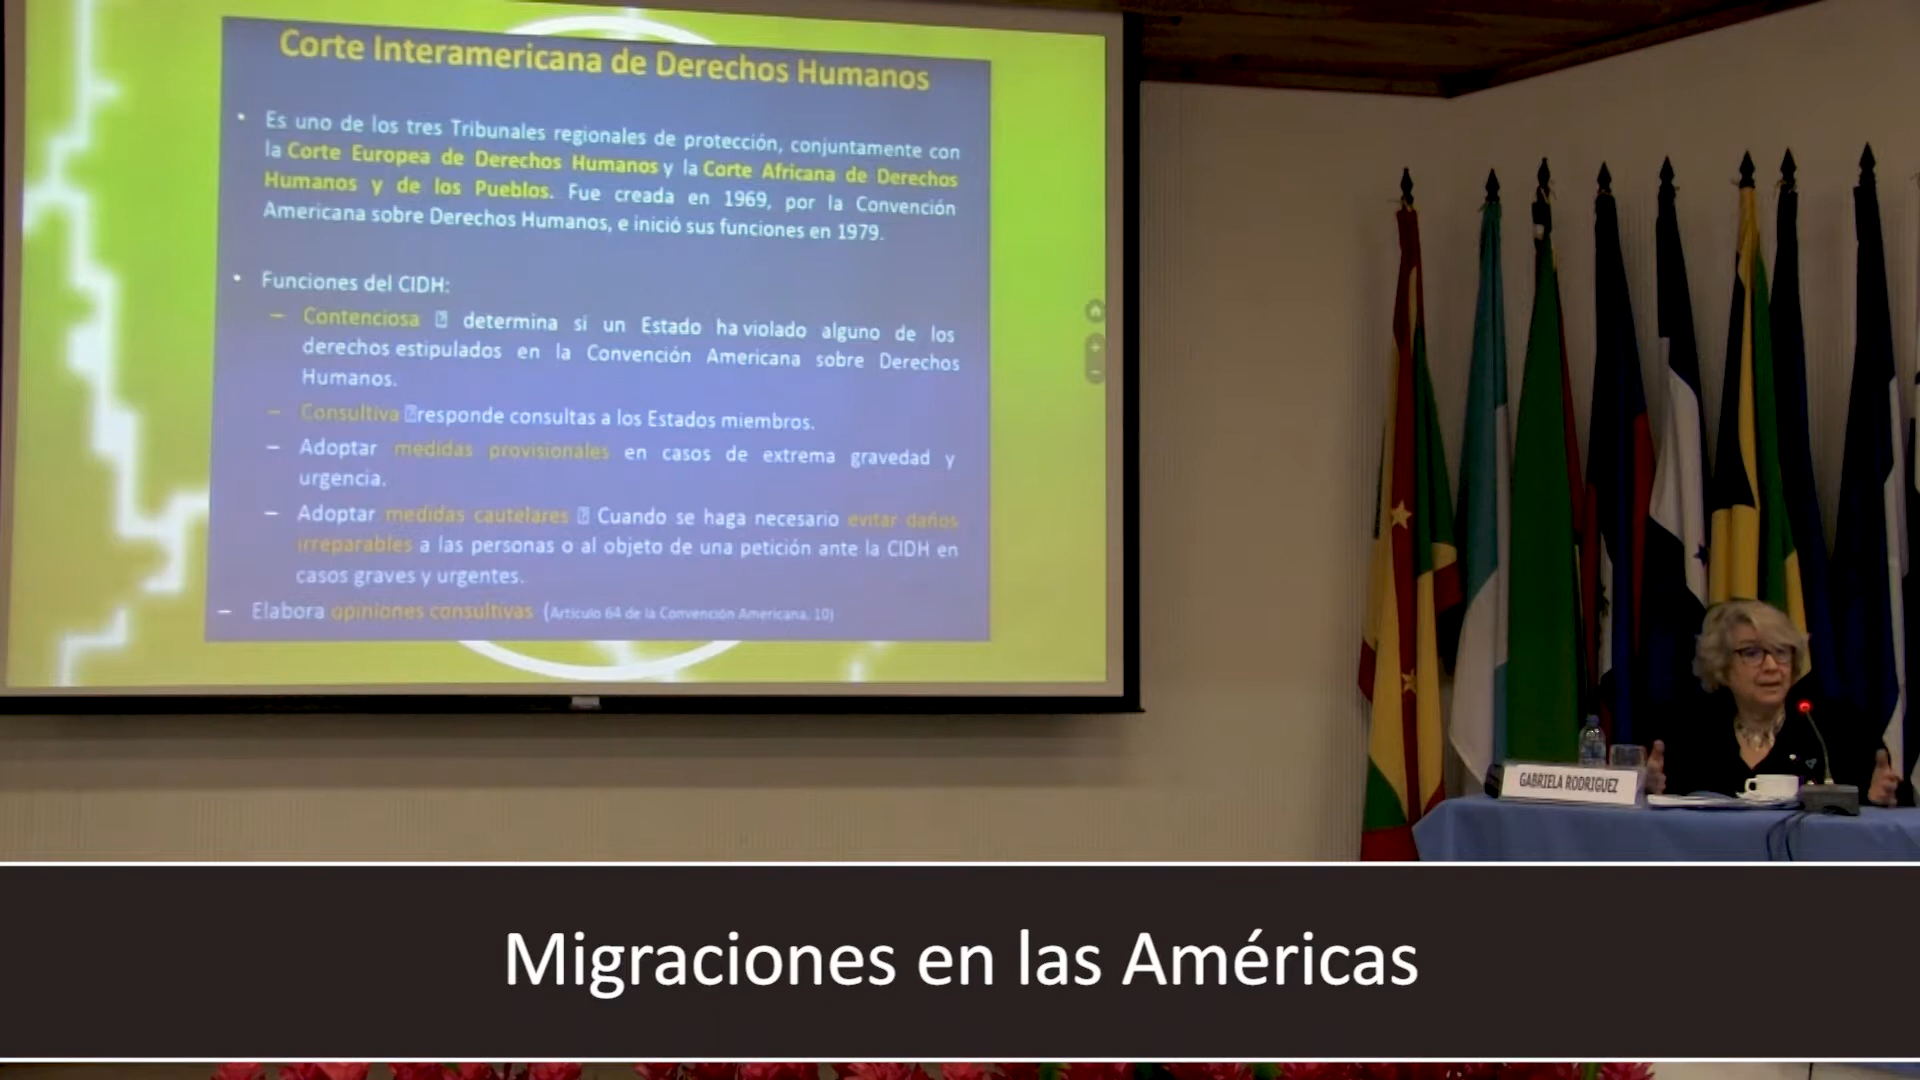 Corte Interamericana de Derechos Humanos
• Es uno de los tres Tribunales regionales de protección, conjuntamente con
la Corte Europea de Derechos Humanos y la Corte Africana de Derechos
Humanos y de los Pueblos. Fue creada en 1969, por la Convención
Americana sobre Derechos Humanos, e inició sus funciones en 1979.
• Funciones del CIDH:
– Contenciosa determina si un Estado ha violado alguno de los
derechos estipulados en la Convención Americana sobre Derechos
Humanos.
– Consultiva responde consultas a los Estados miembros.
– Adoptar medidas provisionales en casos de extrema gravedad y
urgencia.
– Adoptar medidas cautelares Cuando se haga necesario evitar daños
irreparables a las personas o al objeto de una petición ante la CIDH en
casos graves y urgentes.
– Elabora opiniones consultivas (Artículo 64 de la Convención Americana. 10)
GABRIELA RODRIGUEZ
Migraciones en las Américas